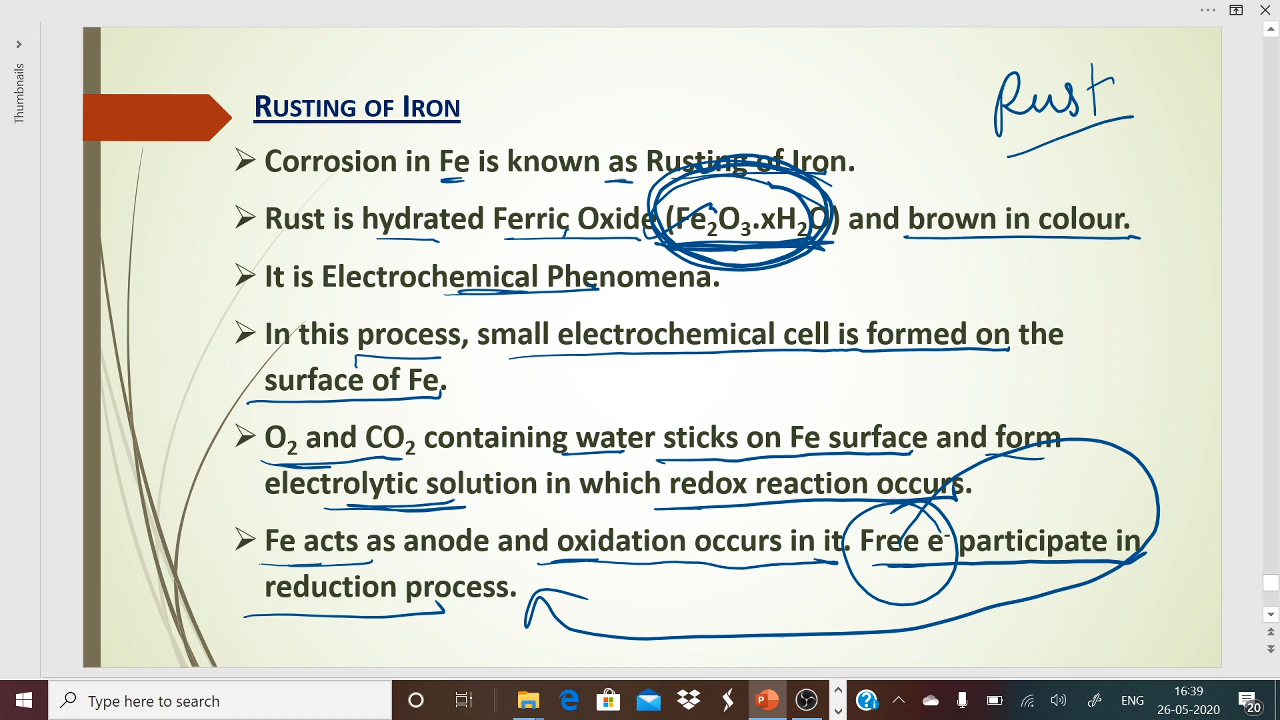 Thumbnails
RUSTING OF IRON
Rust
➢ Corrosion in Fe is known as Rusting of Iron.
➢ Rust is hydrated Ferric Oxide (Fe₂O₃.xH₂O) and brown in colour.
➢ It is Electrochemical Phenomena.
➢ In this process, small electrochemical cell is formed on the
surface of Fe.
➢ O₂ and CO₂ containing water sticks on Fe surface and form
electrolytic solution in which redox reaction occurs.
➢ Fe acts as anode and oxidation occurs in it. Free e⁻ participate in
reduction process.
Type here to search
ENG
16:39
26-05-2020
20